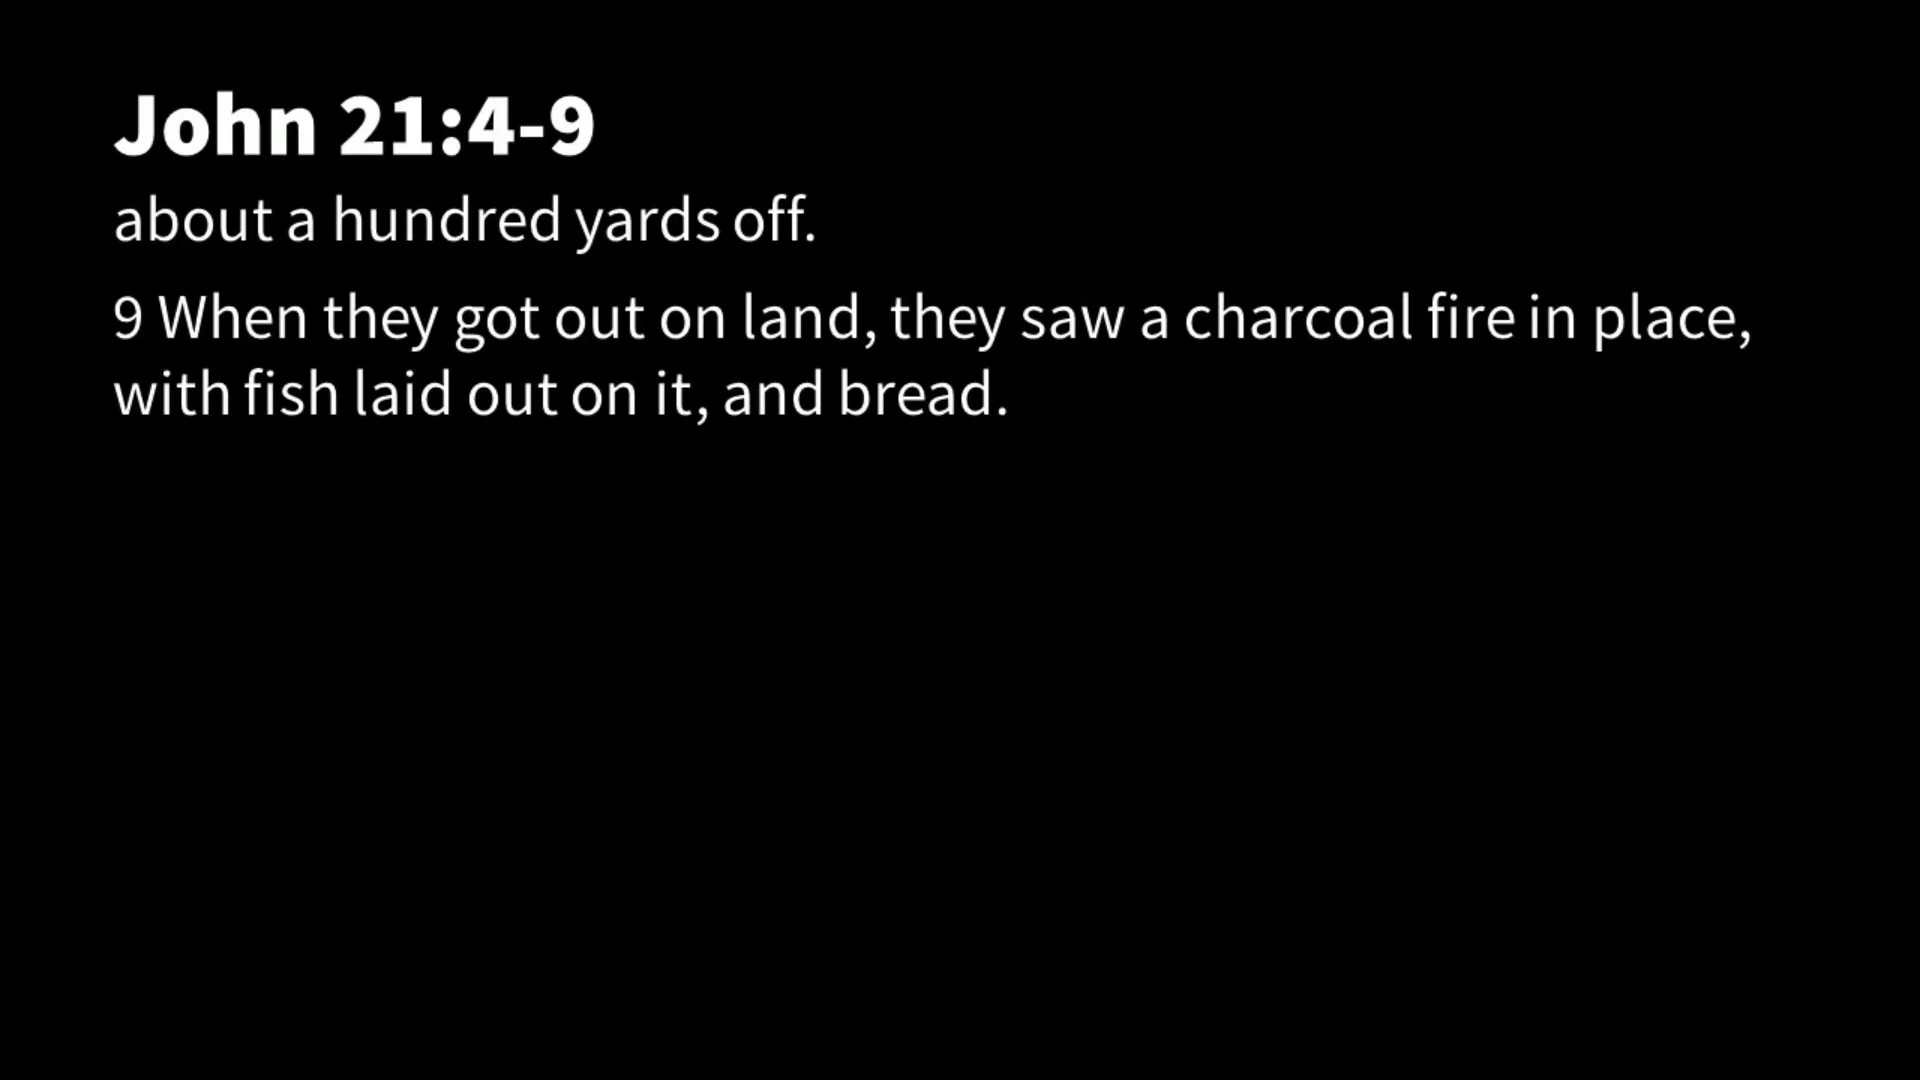 John 21:4-9
about a hundred yards off.
9 When they got out on land, they saw a charcoal fire in place,
with fish laid out on it, and bread.